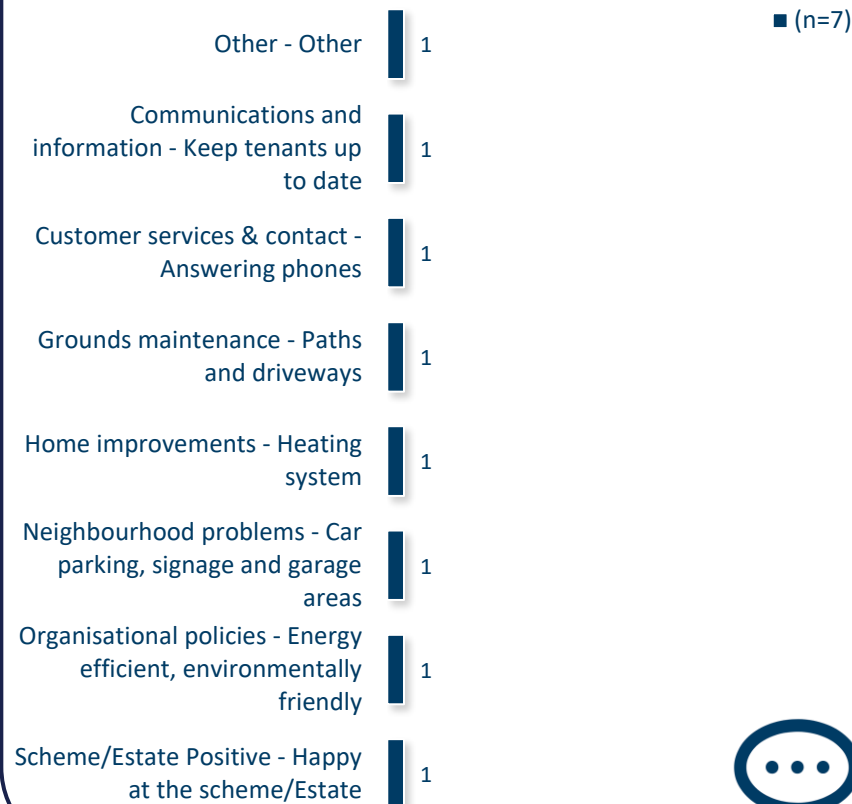 ■ (n=7)
Other - Other
1
Communications and
information - Keep tenants up
to date
1
Customer services & contact -
Answering phones
1
Grounds maintenance - Paths
and driveways
1
Home improvements - Heating
system
1
Neighbourhood problems - Car
parking, signage and garage
areas
1
Organisational policies - Energy
efficient, environmentally
friendly
1
Scheme/Estate Positive - Happy
at the scheme/Estate
1